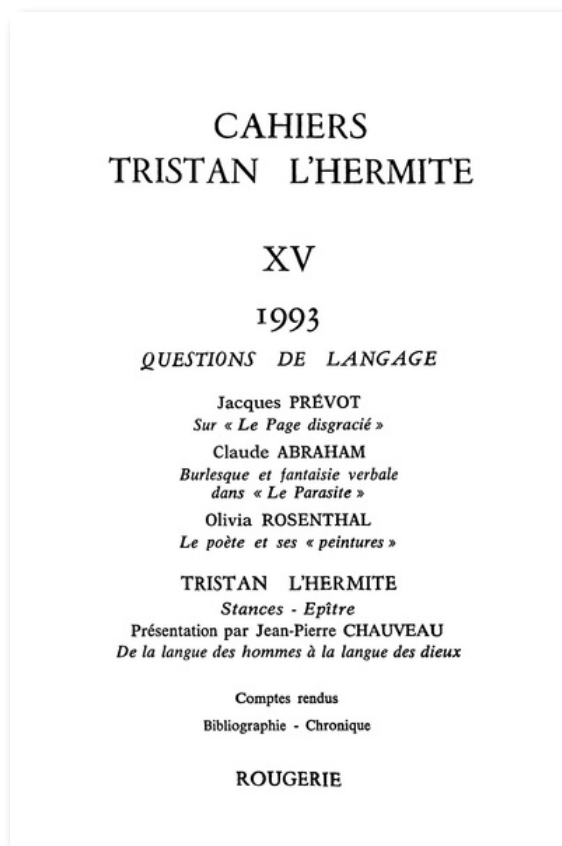 CAHIERS
TRISTAN L'HERMITE
XV
1993
QUESTIONS DE LANGAGE
Jacques PRÉVOT
Sur « Le Page disgracié »
Claude ABRAHAM
Burlesque et fantaisie verbale
dans « Le Parasite »
Olivia ROSENTHAL
Le poète et ses « peintures »
TRISTAN L'HERMITE
Stances - Epître
Présentation par Jean-Pierre CHAUVEAU
De la langue des hommes à la langue des dieux
Comptes rendus
Bibliographie - Chronique
ROUGERIE